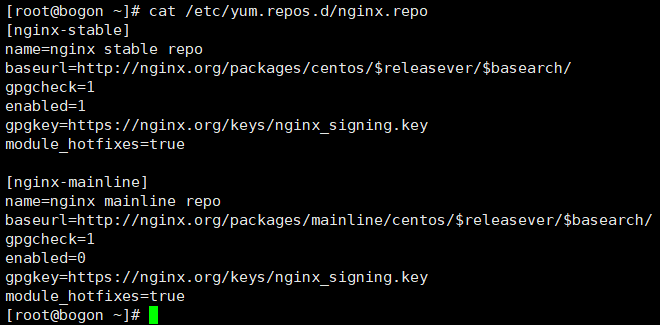 [root@bogon ~]# cat /etc/yum.repos.d/nginx.repo
[nginx-stable]
name=nginx stable repo
baseurl=http://nginx.org/packages/centos/$releasever/$basearch/
gpgcheck=1
enabled=1
gpgkey=https://nginx.org/keys/nginx_signing.key
module_hotfixes=true

[nginx-mainline]
name=nginx mainline repo
baseurl=http://nginx.org/packages/mainline/centos/$releasever/$basearch/
gpgcheck=1
enabled=0
gpgkey=https://nginx.org/keys/nginx_signing.key
module_hotfixes=true
[root@bogon ~]#